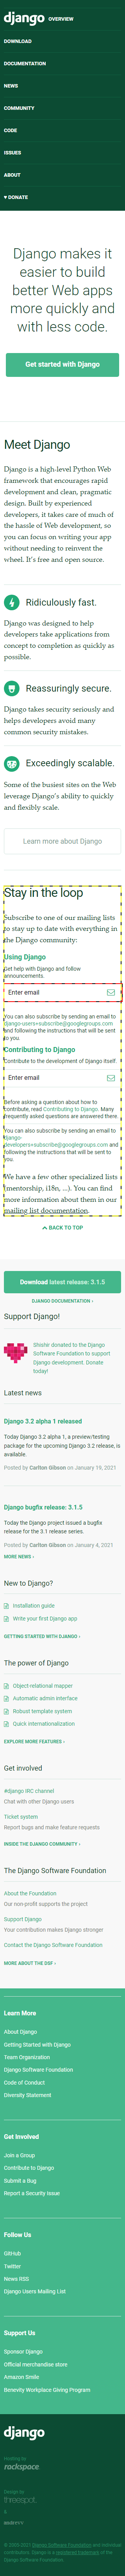 django OVERVIEW
DOWNLOAD
DOCUMENTATION
NEWS
COMMUNITY
CODE
ISSUES
ABOUT
♥ DONATE
Django makes it
easier to build
better Web apps
more quickly and
with less code.
Get started with Django
Meet Django
Django is a high-level Python Web
framework that encourages rapid
development and clean, pragmatic
design. Built by experienced
developers, it takes care of much of
the hassle of Web development, so
you can focus on writing your app
without needing to reinvent the
wheel. It's free and open source.
Ridiculously fast.
Django was designed to help
developers take applications from
concept to completion as quickly as
possible.
Reassuringly secure.
Django takes security seriously and
helps developers avoid many
common security mistakes.
Exceedingly scalable.
Some of the busiest sites on the Web
leverage Django's ability to quickly
and flexibly scale.
Learn more about Django
Stay in the loop
Subscribe to one of our mailing lists
to stay up to date with everything in
the Django community:
Using Django
Get help with Django and follow
announcements.
Enter email
You can also subscribe by sending an email to
django-users+subscribe@googlegroups.com
and following the instructions that will be sent
to you.
Contributing to Django
Contribute to the development of Django itself.
Enter email
Before asking a question about how to
contribute, read Contributing to Django. Many
frequently asked questions are answered there.
You can also subscribe by sending an email to
django-
developers+subscribe@googlegroups.com and
following the instructions that will be sent to
you.
We have a few other specialized lists
(mentorship, i18n, ...). You can find
more information about them in our
mailing list documentation.
BACK TO TOP
Download latest release: 3.1.5
DJANGO DOCUMENTATION ›
Support Django!
Shishir donated to the Django
Software Foundation to support
Django development. Donate
today!
Latest news
Django 3.2 alpha 1 released
Today Django 3.2 alpha 1, a preview/testing
package for the upcoming Django 3.2 release, is
available.
Posted by Carlton Gibson on January 19, 2021
Django bugfix release: 3.1.5
Today the Django project issued a bugfix
release for the 3.1 release series.
Posted by Carlton Gibson on January 4, 2021
MORE NEWS ›
New to Django?
Installation guide
Write your first Django app
GETTING STARTED WITH DJANGO ›
The power of Django
Object-relational mapper
Automatic admin interface
Robust template system
Quick internationalization
EXPLORE MORE FEATURES ›
Get involved
#django IRC channel
Chat with other Django users
Ticket system
Report bugs and make feature requests
INSIDE THE DJANGO COMMUNITY ›
The Django Software Foundation
About the Foundation
Our non-profit supports the project
Support Django
Your contribution makes Django stronger
Contact the Django Software Foundation
MORE ABOUT THE DSF ›
Learn More
About Django
Getting Started with Django
Team Organization
Django Software Foundation
Code of Conduct
Diversity Statement
Get Involved
Join a Group
Contribute to Django
Submit a Bug
Report a Security Issue
Follow Us
GitHub
Twitter
News RSS
Django Users Mailing List
Support Us
Sponsor Django
Official merchandise store
Amazon Smile
Benevity Workplace Giving Program
django
Hosting by
rackspace
Design by
threespot.
&
andrevv
© 2005-2021 Django Software Foundation and individual
contributors. Django is a registered trademark of the
Django Software Foundation.